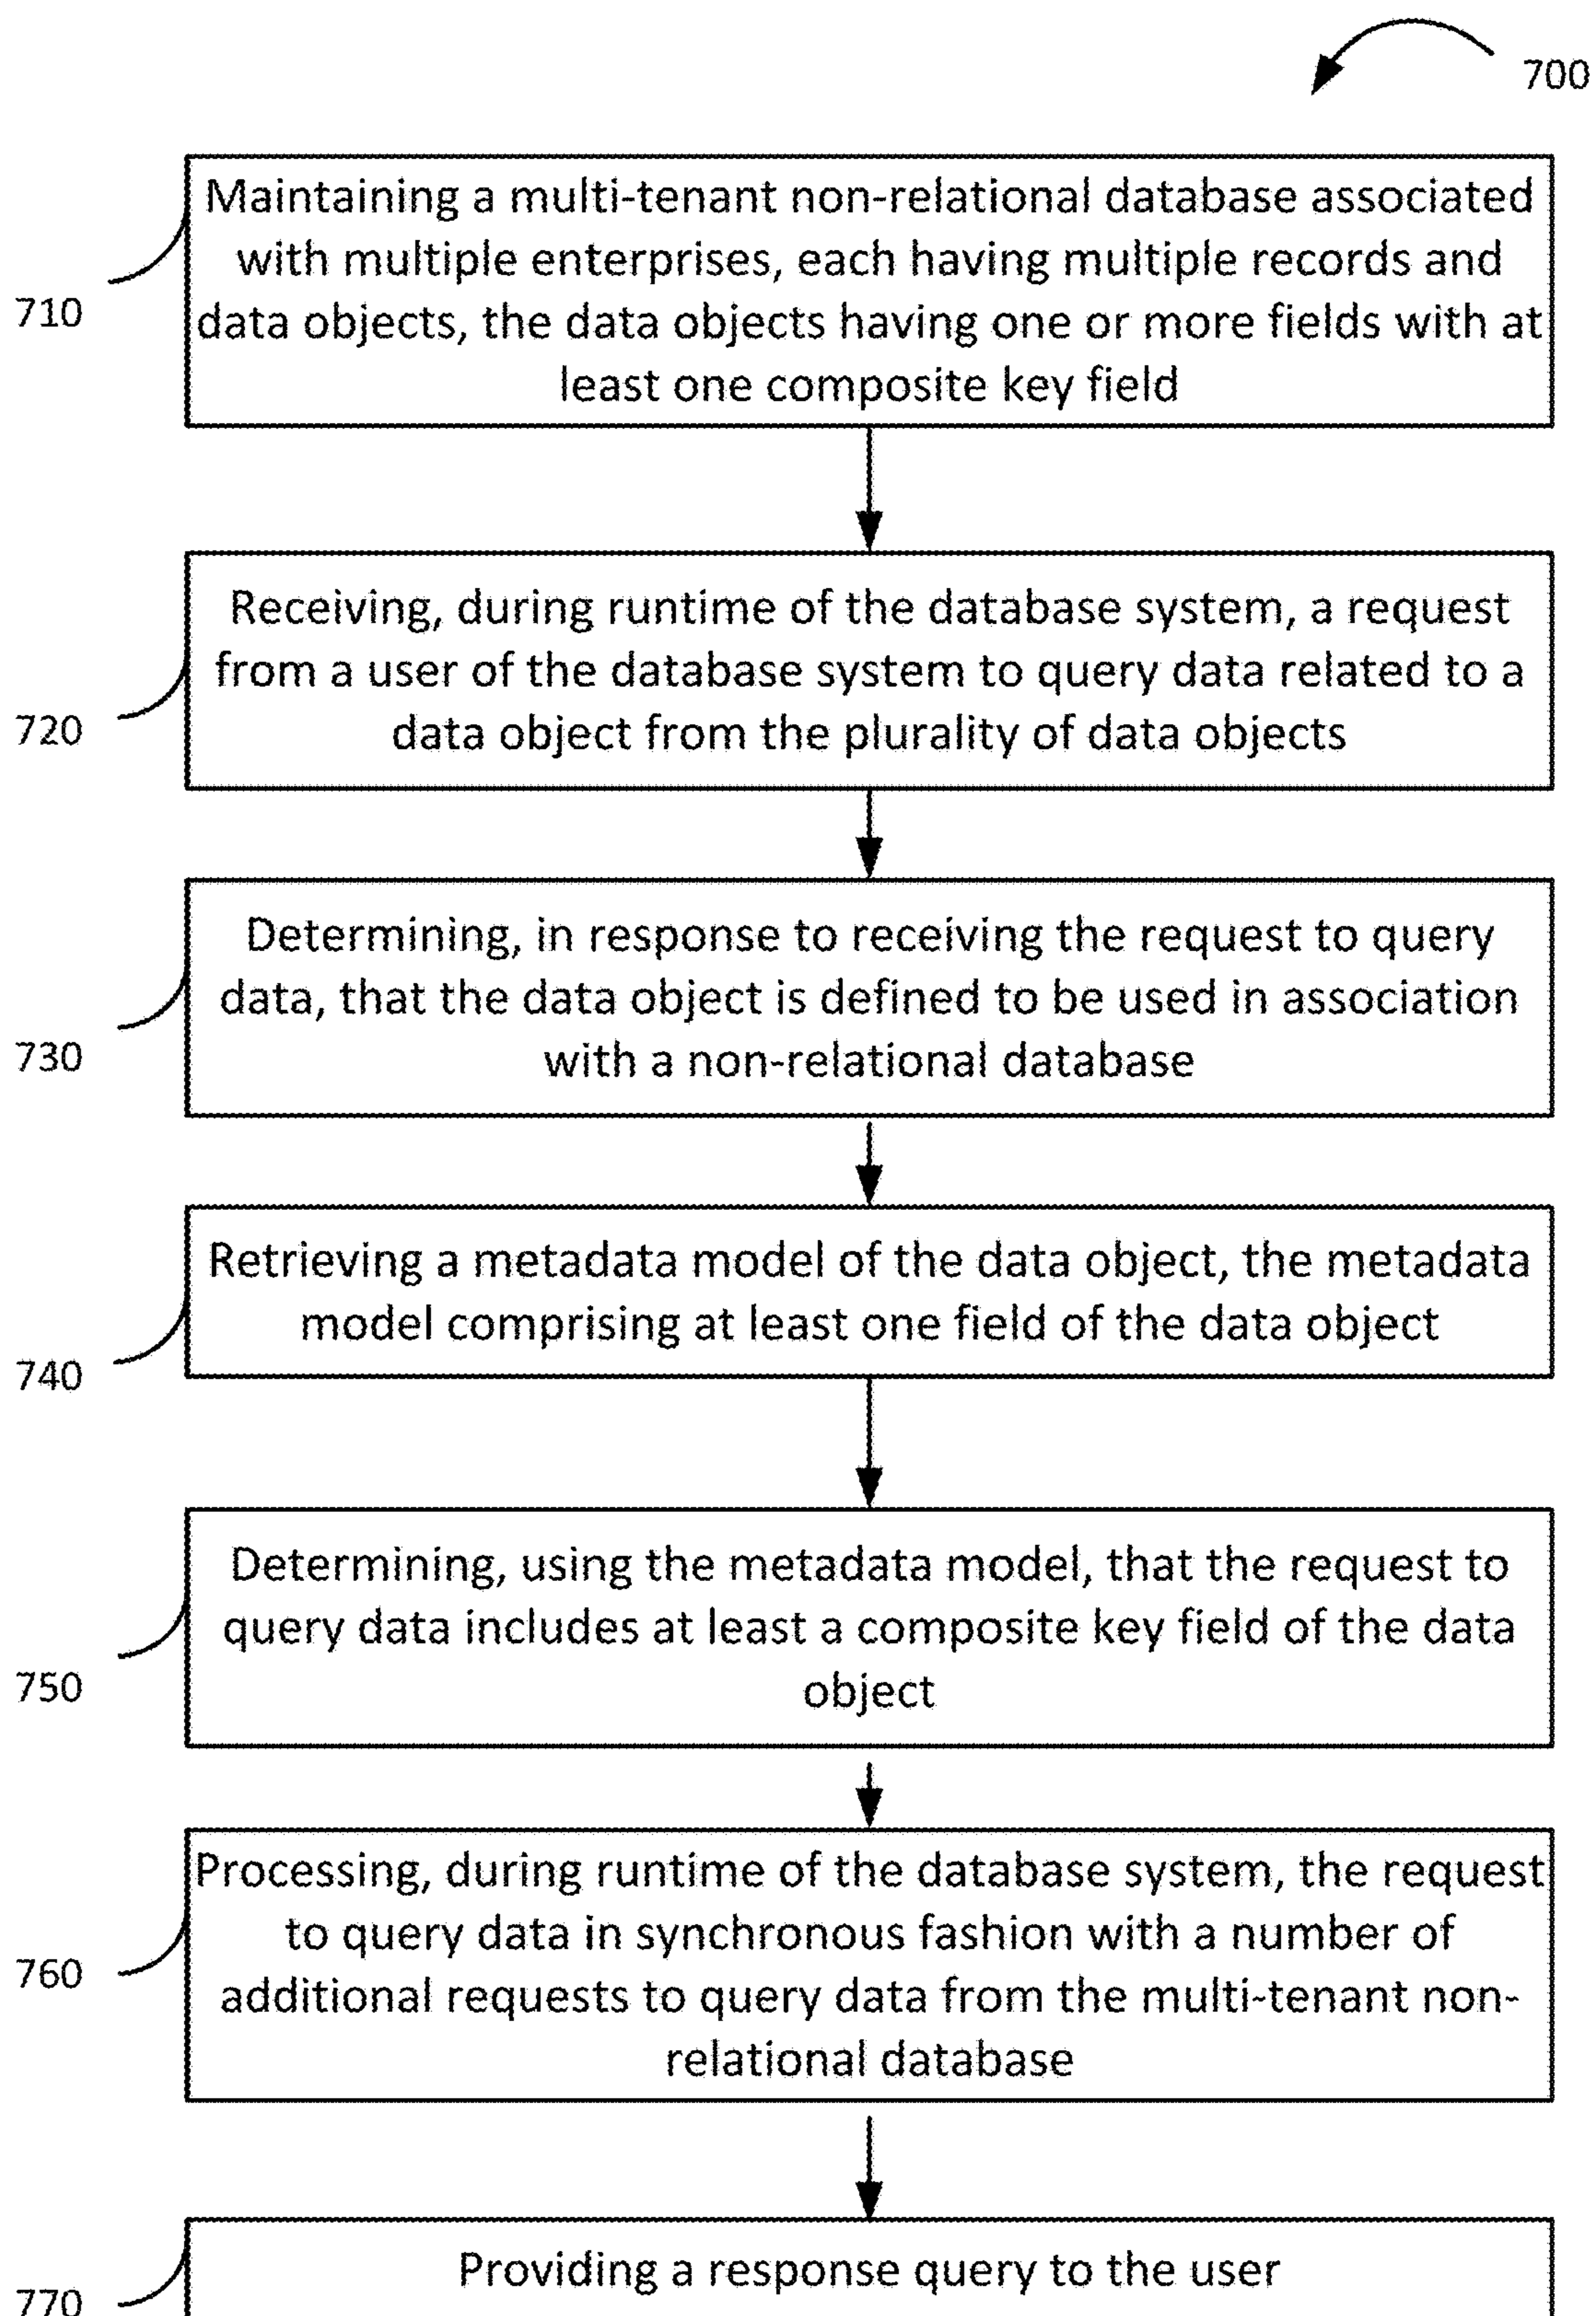 700
Maintaining a multi-tenant non-relational database associated
with multiple enterprises, each having multiple records and
data objects, the data objects having one or more fields with at
least one composite key field
710
Receiving, during runtime of the database system, a request
from a user of the database system to query data related to a
data object from the plurality of data objects
720
Determining, in response to receiving the request to query
data, that the data object is defined to be used in association
with a non-relational database
730
Retrieving a metadata model of the data object, the metadata
model comprising at least one field of the data object
740
Determining, using the metadata model, that the request to
query data includes at least a composite key field of the data
object
750
Processing, during runtime of the database system, the request
to query data in synchronous fashion with a number of
additional requests to query data from the multi-tenant non-
relational database
760
Providing a response query to the user
770